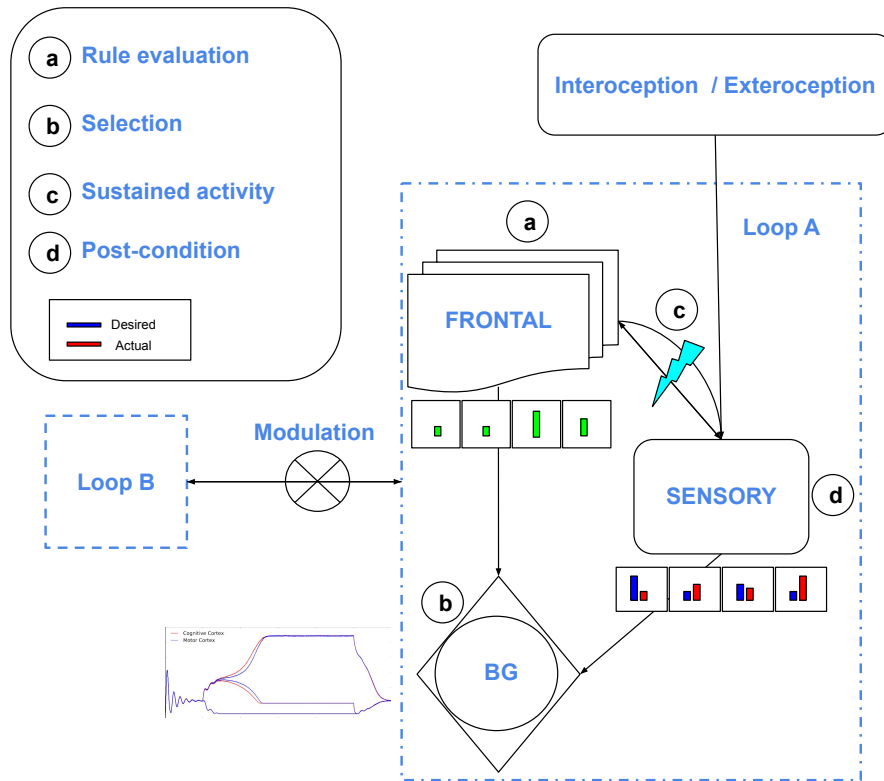 a Rule evaluation
b Selection
c Sustained activity
d Post-condition
Desired
Actual
Interoception / Exteroception
Loop A
a
FRONTAL
c
Modulation
Loop B
SENSORY
d
b
BG
Cognitive Cortex
Motor Cortex